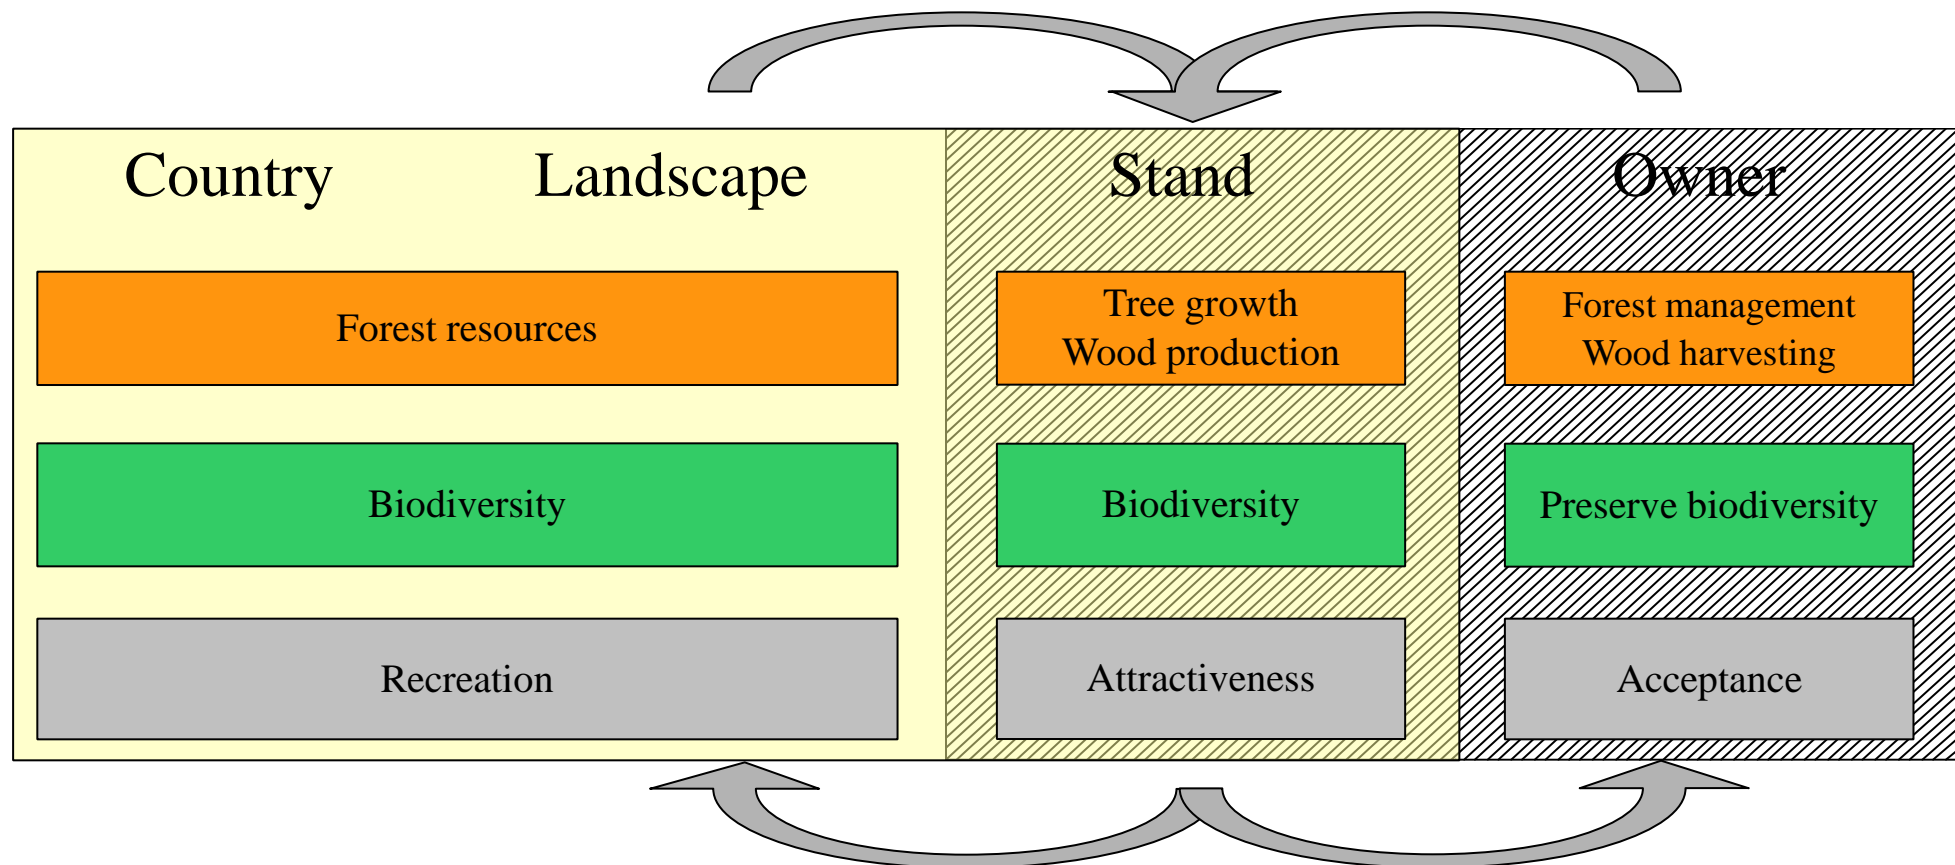 Country Landscape Stand Owner
Forest resources
Tree growth
Wood production
Forest management
Wood harvesting
Biodiversity
Biodiversity
Preserve biodiversity
Recreation
Attractiveness
Acceptance